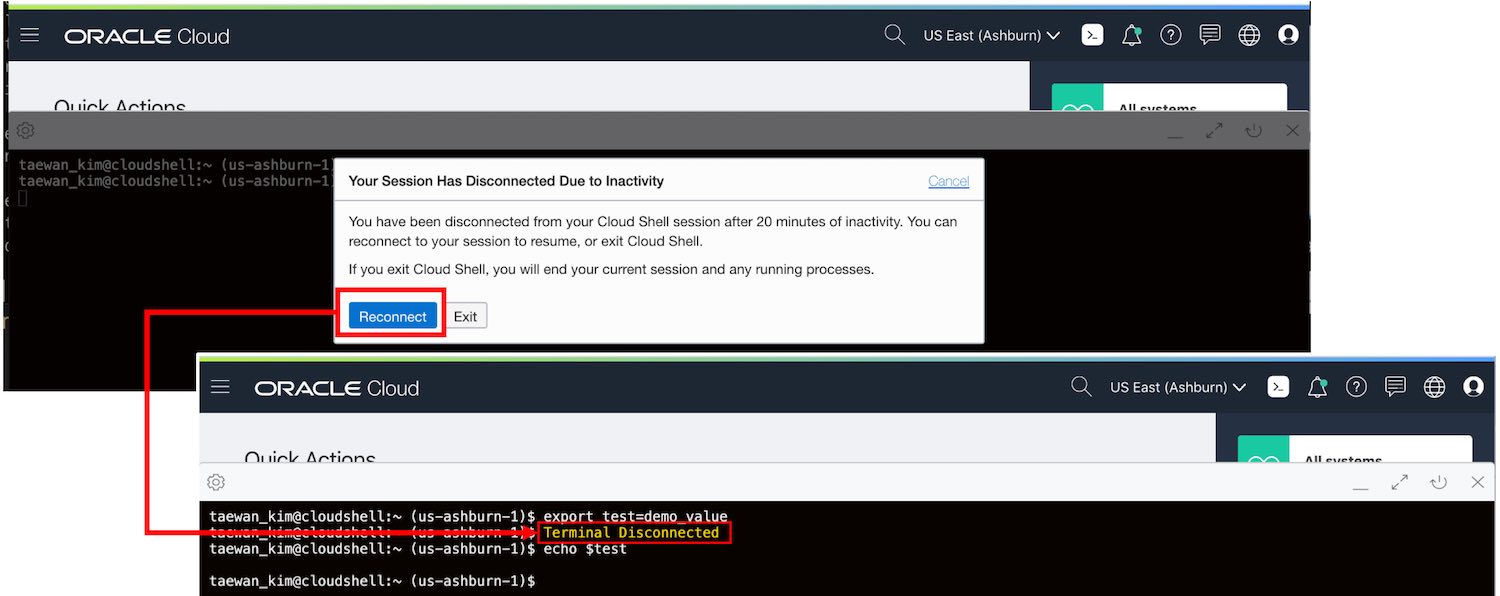 ORACLE Cloud
US East (Ashburn)
Quick Actions
All systems
taewan_kim@cloudshell:~ (us-ashburn-1)
taewan_kim@cloudshell:~ (us-ashburn-1)
Your Session Has Disconnected Due to Inactivity
Cancel
You have been disconnected from your Cloud Shell session after 20 minutes of inactivity. You can
reconnect to your session to resume, or exit Cloud Shell.
If you exit Cloud Shell, you will end your current session and any running processes.
Reconnect
Exit
ORACLE Cloud
US East (Ashburn)
Quick Actions
All systems
taewan_kim@cloudshell:~ (us-ashburn-1)$ export test=demo_value
taewan_kim@cloudshell:~ (us-ashburn-1)$ Terminal Disconnected
taewan_kim@cloudshell:~ (us-ashburn-1)$ echo $test
taewan_kim@cloudshell:~ (us-ashburn-1)$